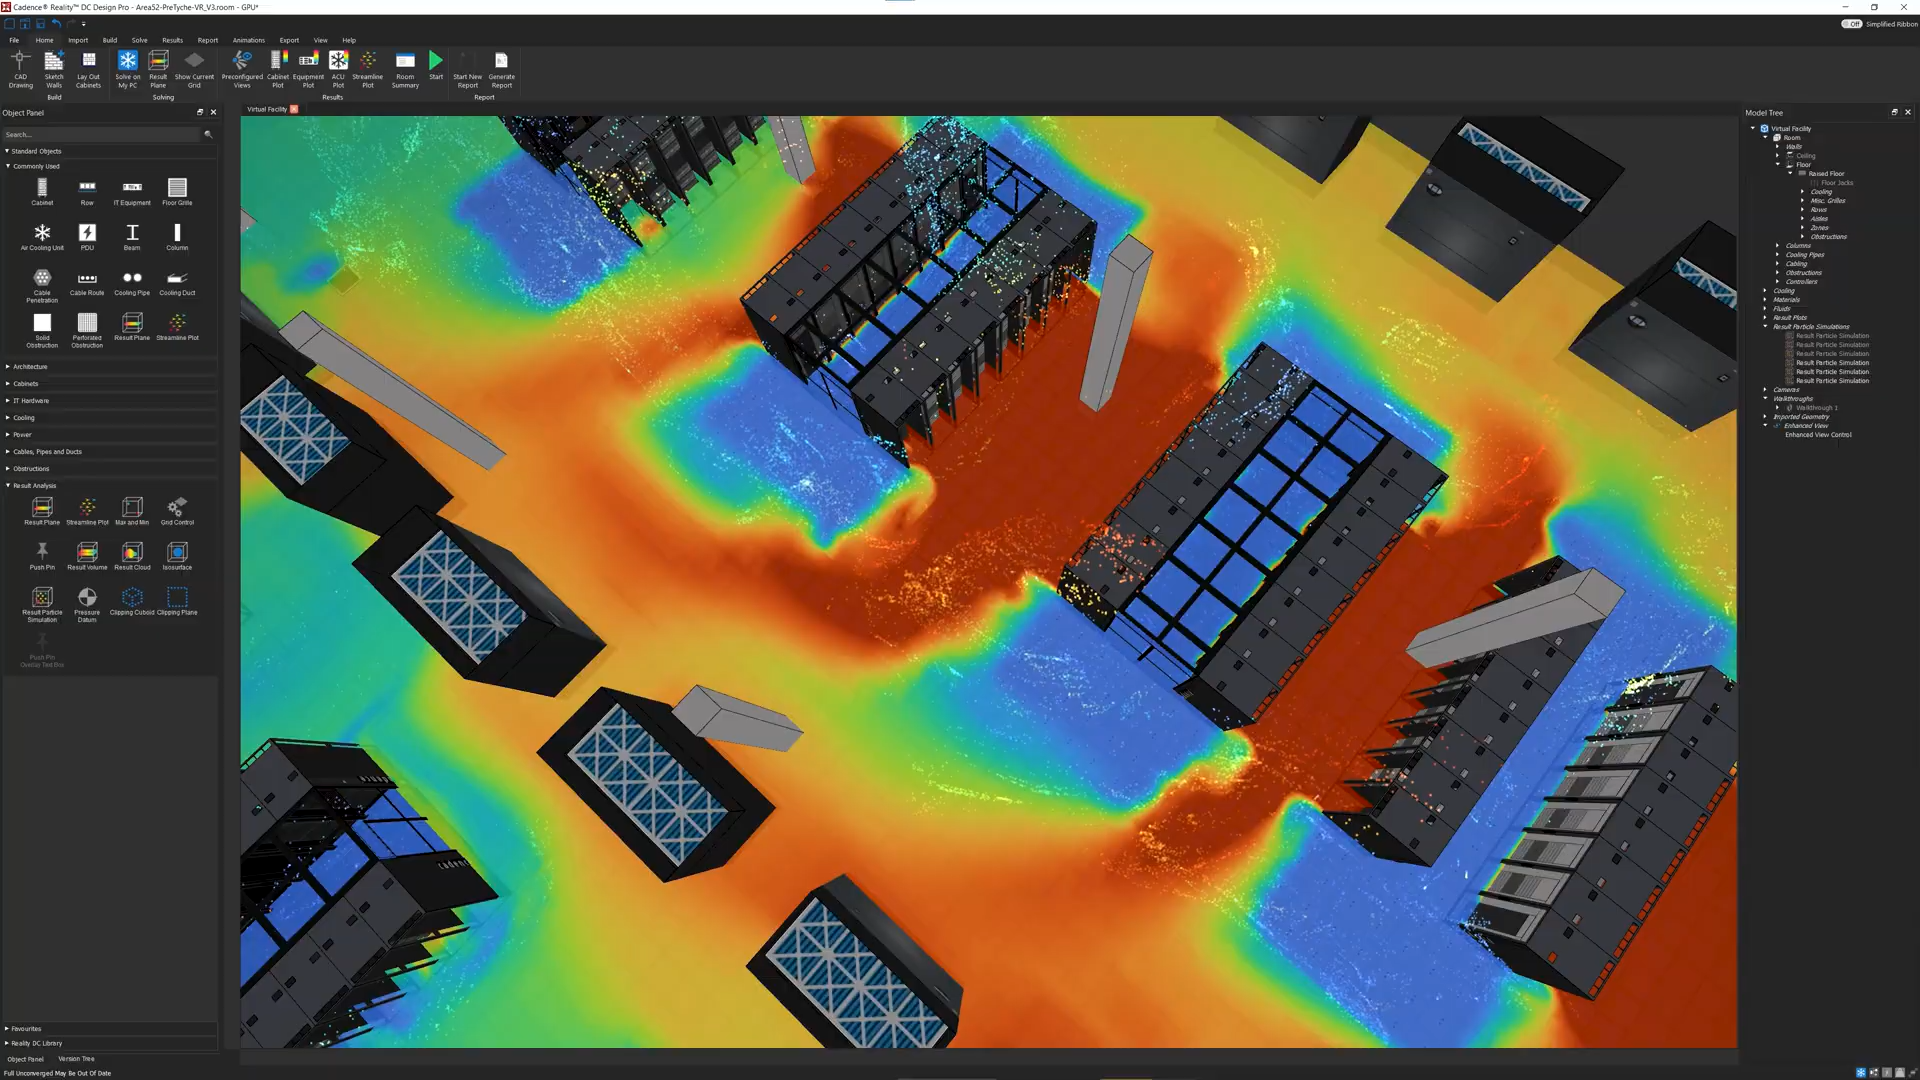 Cadence® Reality™ DC Design Pro - Area52-PreTyche-VR_V3.room - GPU*
Off Simplified Ribbon
File Home Import Build Solve Results Report Animations Export View Help
CAD Drawing
Sketch Walls
Lay Out Cabinets
Solve on My PC
Result Plane
Show Current Grid
Preconfigured Views
Cabinet Plot
Equipment Plot
ACU Plot
Streamline Plot
Room Summary
Start
Start New Report
Generate Report
Build Solving Results Report
Object Panel
Virtual Facility
Search...
Standard Objects
Commonly Used
Cabinet Row IT Equipment Floor Grille
Air Cooling Unit PDU Beam Column
Cable Penetration
Cable Route Cooling Pipe Cooling Duct
Solid Obstruction
Perforated Obstruction
Result Plane Streamline Plot
Architecture
Cabinets
IT Hardware
Cooling
Power
Cables, Pipes and Ducts
Obstructions
Result Analysis
Result Plane Streamline Plot Max and Min Grid Control
Push Pin Result Volume Result Cloud Isosurface
Result Particle Simulation
Pressure Datum
Clipping Cuboid Clipping Plane
Push Pin
Overlay Text Box
Favourites
Reality DC Library
Object Panel Version Tree
Full Unconverged May Be Out Of Date
Model Tree
Virtual Facility
Room
Walls
Ceiling
Floor
Raised Floor
Floor Jacks
Cooling
Misc. Grilles
Rows
Aisles
Zones
Obstructions
Columns
Cooling Pipes
Cabling
Obstructions
Controllers
Cooling
Materials
Fluids
Result Plots
Result Particle Simulations
Result Particle Simulation
Result Particle Simulation
Result Particle Simulation
Result Particle Simulation
Result Particle Simulation
Result Particle Simulation
Cameras
Walkthroughs
Walkthrough 1
Imported Geometry
Enhanced View
Enhanced View Control